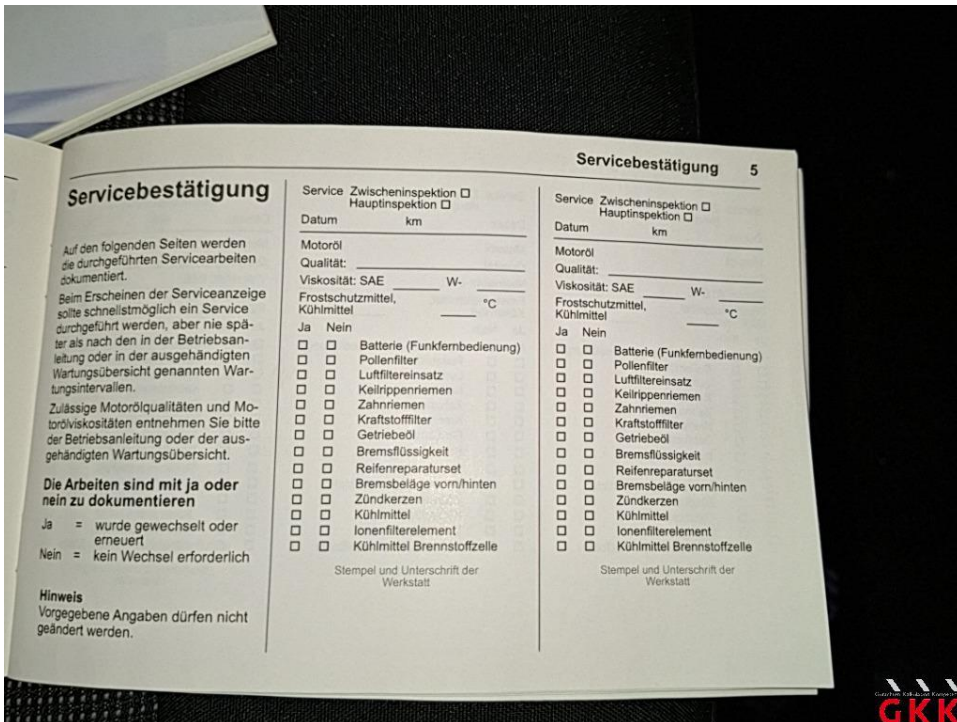 Servicebestätigung 5
Servicebestätigung
Auf den folgenden Seiten werden
die durchgeführten Servicearbeiten
dokumentiert.
Beim Erscheinen der Serviceanzeige
sollte schnellstmöglich ein Service
durchgeführt werden, aber nie spä-
ter als nach den in der Betriebsan-
leitung oder in der ausgehändigten
Wartungsübersicht genannten War-
tungsintervallen.
Zulässige Motorölqualitäten und Mo-
torölviskositäten entnehmen Sie bitte
der Betriebsanleitung oder der aus-
gehändigten Wartungsübersicht.
Die Arbeiten sind mit ja oder
nein zu dokumentieren
Ja = wurde gewechselt oder
erneuert
Nein = kein Wechsel erforderlich
Hinweis
Vorgegebene Angaben dürfen nicht
geändert werden.
Service Zwischeninspektion ☐
Hauptinspektion ☐
Datum km
Motoröl
Qualität:
Viskosität: SAE W-
Frostschutzmittel,
Kühlmittel °C
Ja Nein
☐ ☐ Batterie (Funkfernbedienung)
☐ ☐ Pollenfilter
☐ ☐ Luftfiltereinsatz
☐ ☐ Keilrippenriemen
☐ ☐ Zahnriemen
☐ ☐ Kraftstofffilter
☐ ☐ Getriebeöl
☐ ☐ Bremsflüssigkeit
☐ ☐ Reifenreparaturset
☐ ☐ Bremsbeläge vorn/hinten
☐ ☐ Zündkerzen
☐ ☐ Kühlmittel
☐ ☐ Ionenfilterelement
☐ ☐ Kühlmittel Brennstoffzelle
Stempel und Unterschrift der
Werkstatt
Service Zwischeninspektion ☐
Hauptinspektion ☐
Datum km
Motoröl
Qualität:
Viskosität: SAE W-
Frostschutzmittel,
Kühlmittel °C
Ja Nein
☐ ☐ Batterie (Funkfernbedienung)
☐ ☐ Pollenfilter
☐ ☐ Luftfiltereinsatz
☐ ☐ Keilrippenriemen
☐ ☐ Zahnriemen
☐ ☐ Kraftstofffilter
☐ ☐ Getriebeöl
☐ ☐ Bremsflüssigkeit
☐ ☐ Reifenreparaturset
☐ ☐ Bremsbeläge vorn/hinten
☐ ☐ Zündkerzen
☐ ☐ Kühlmittel
☐ ☐ Ionenfilterelement
☐ ☐ Kühlmittel Brennstoffzelle
Stempel und Unterschrift der
Werkstatt
GKK